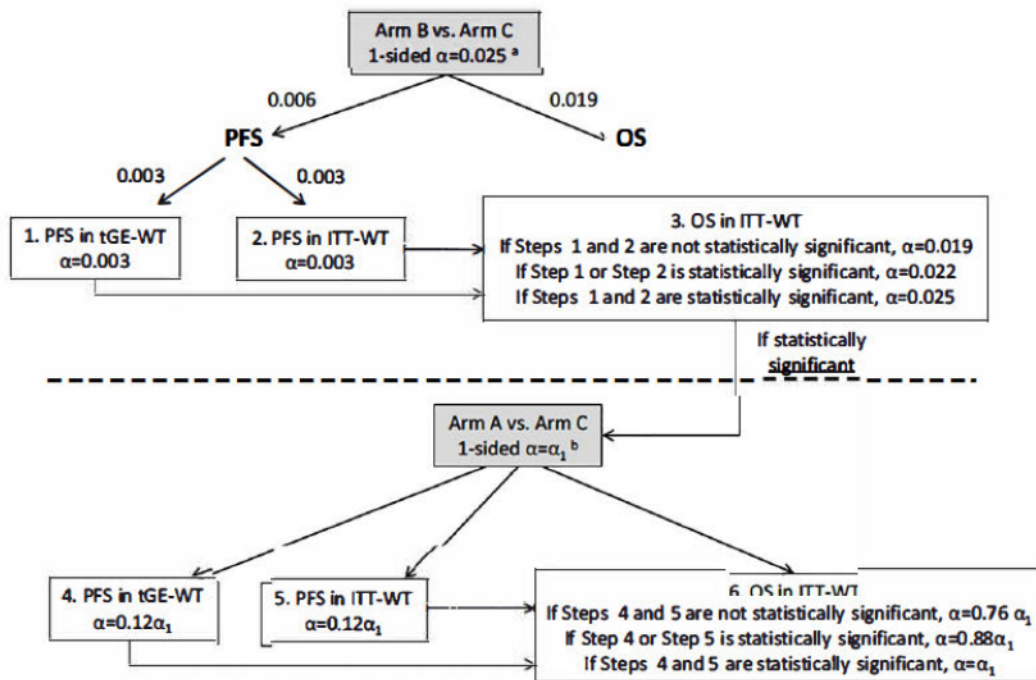 Arm B vs. Arm C
1-sided α=0.025 ª
0.006
0.019
PFS
OS
0.003
0.003
1. PFS in tGE-WT
α=0.003
2. PFS in ITT-WT
α=0.003
3. OS in ITT-WT
If Steps 1 and 2 are not statistically significant, α=0.019
If Step 1 or Step 2 is statistically significant, α=0.022
If Steps 1 and 2 are statistically significant, α=0.025
If statistically
significant
Arm A vs. Arm C
1-sided α=α₁ ᵇ
4. PFS in tGE-WT
α=0.12α₁
5. PFS in ITT-WT
α=0.12α₁
6. OS in ITT-WT
If Steps 4 and 5 are not statistically significant, α=0.76 α₁
If Step 4 or Step 5 is statistically significant, α=0.88α₁
If Steps 4 and 5 are statistically significant, α=α₁